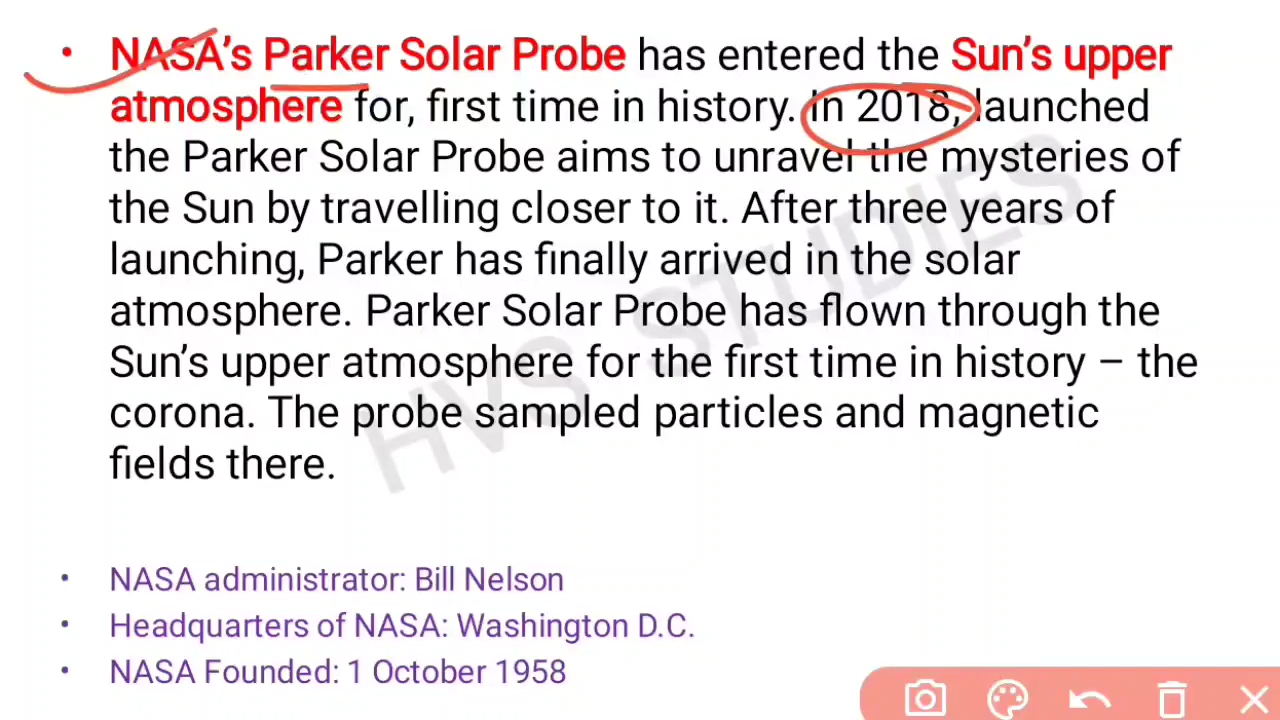 • NASA's Parker Solar Probe has entered the Sun's upper
atmosphere for, first time in history. In 2018, launched
the Parker Solar Probe aims to unravel the mysteries of
the Sun by travelling closer to it. After three years of
launching, Parker has finally arrived in the solar
atmosphere. Parker Solar Probe has flown through the
Sun's upper atmosphere for the first time in history – the
corona. The probe sampled particles and magnetic
fields there.
HVS STUDIES
• NASA administrator: Bill Nelson
• Headquarters of NASA: Washington D.C.
• NASA Founded: 1 October 1958